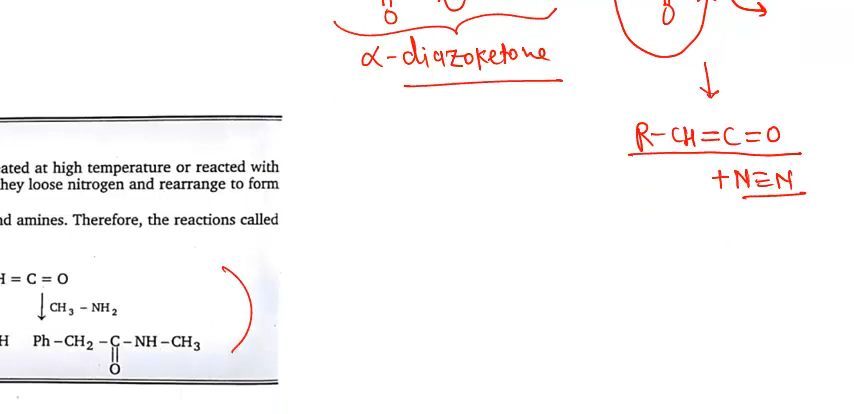 O
O
α-diazoketone
R-CH=C=O
+N≡N
ated at high temperature or reacted with
hey loose nitrogen and rearrange to form
nd amines. Therefore, the reactions called
= C = O
CH₃ – NH₂
H Ph – CH₂ – C – NH – CH₃
O